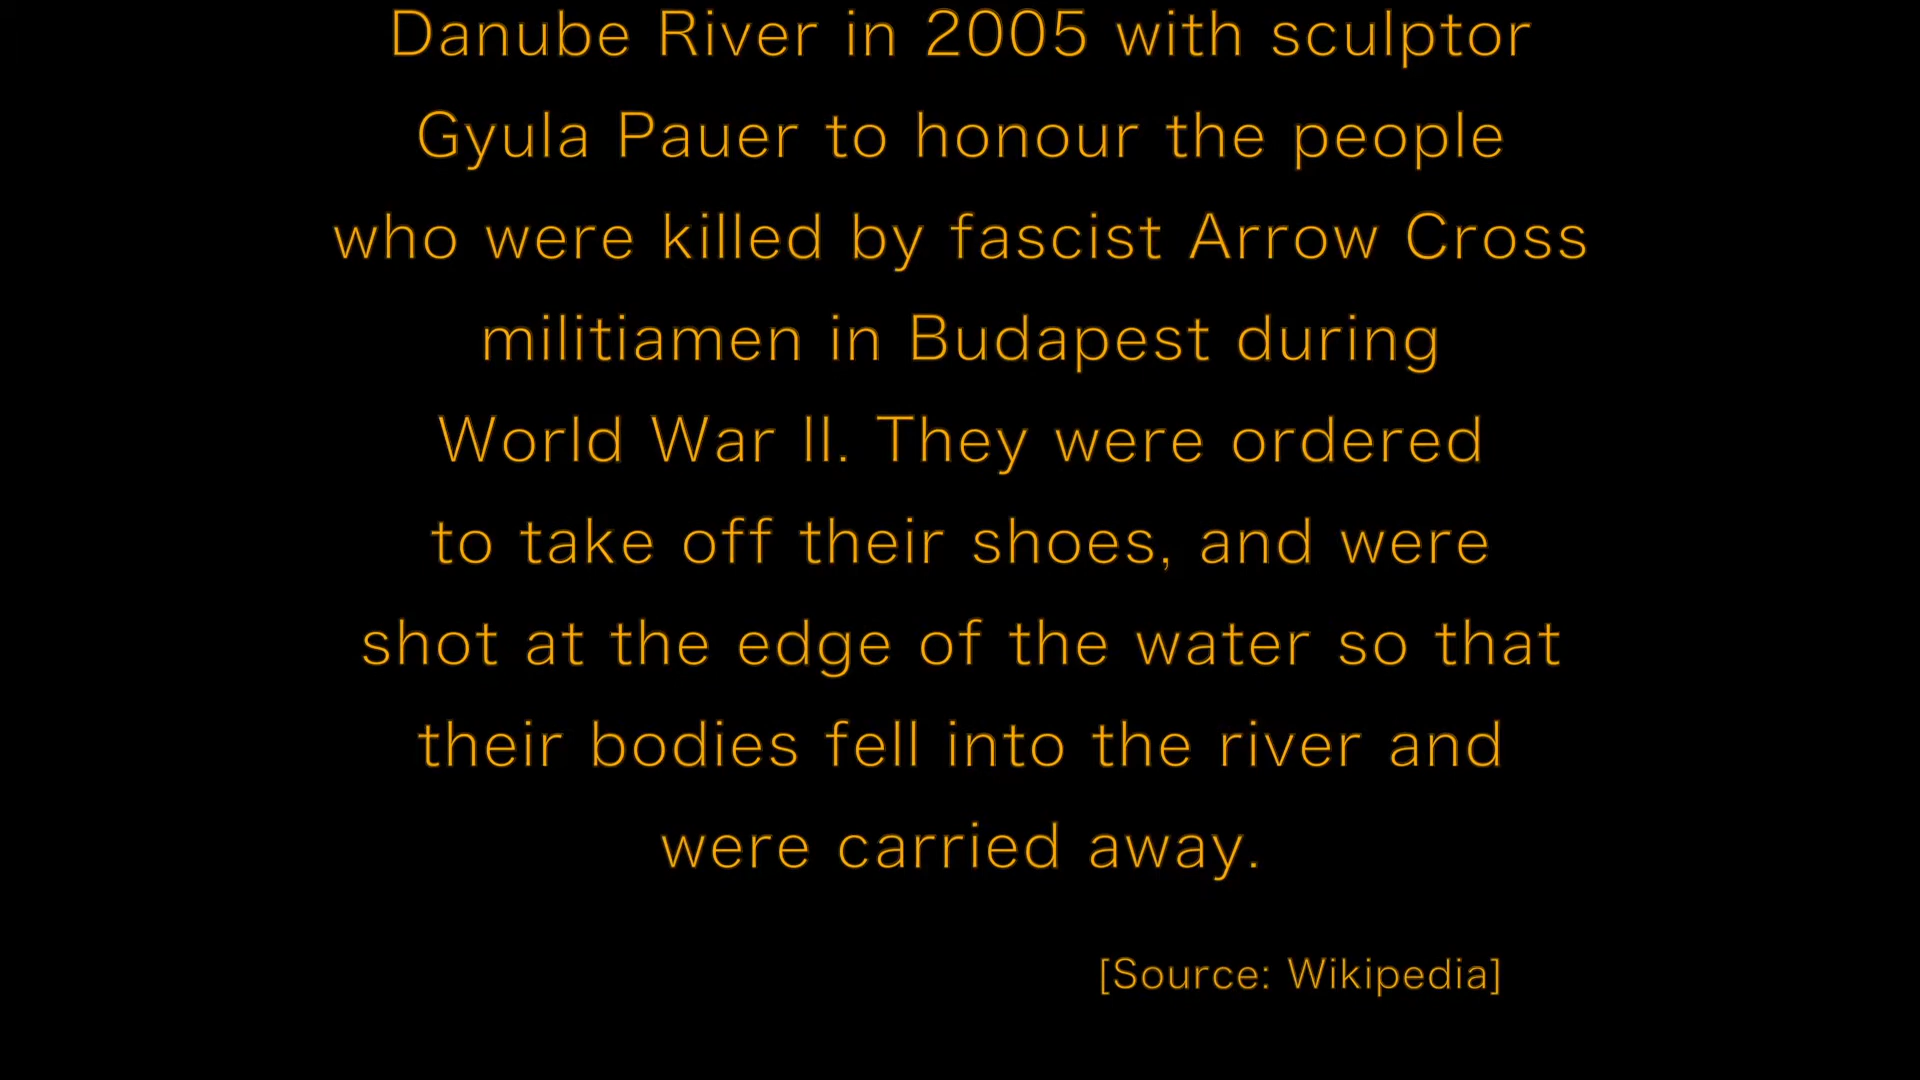 Danube River in 2005 with sculptor
Gyula Pauer to honour the people
who were killed by fascist Arrow Cross
militiamen in Budapest during
World War II. They were ordered
to take off their shoes, and were
shot at the edge of the water so that
their bodies fell into the river and
were carried away.
[Source: Wikipedia]